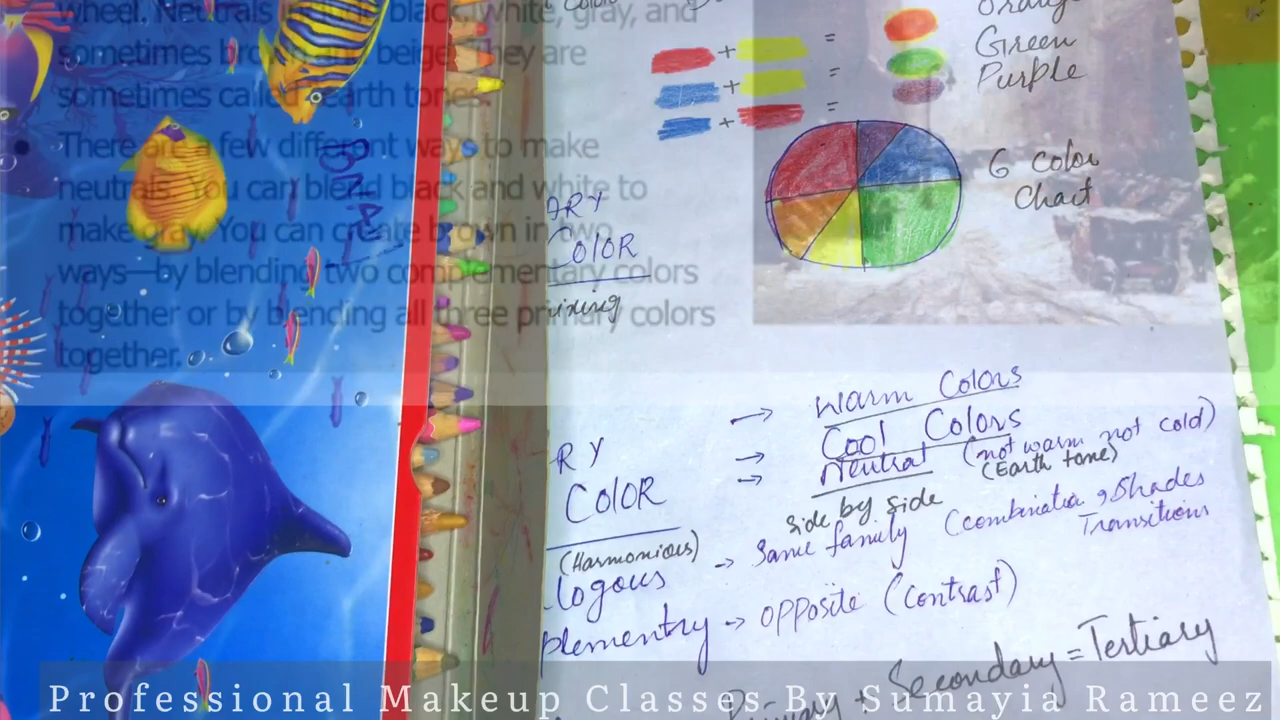 wheel. Neutrals include black, white, gray, and
sometimes brown and beige. They are
sometimes called earth tones.
There are a few different ways to make
neutrals. You can blend black and white to
make gray. You can create brown in two
ways—by blending two complementary colors
together or by blending all three primary colors
together.
+ =
Orange
+ =
Green
+ =
Purple
6 color
Chart
ARY
COLOR
ixing
→ Warm Colors
→ Cool Colors
→ Neutral (not warm not cold)
(Earth tone)
RY
COLOR
side by side
(Harmonious)
logous → Same family (combination, Shades
Transitions
plementry → opposite (contrast)
Primary + Secondary = Tertiary
Professional Makeup Classes By Sumayia Rameez